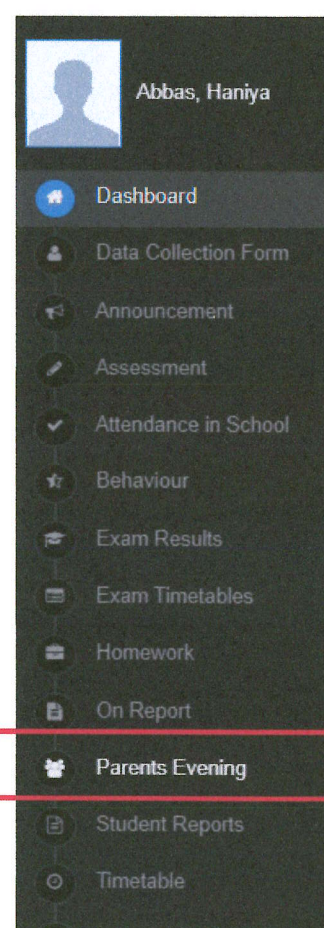 Abbas, Haniya
Dashboard
Data Collection Form
Announcement
Assessment
Attendance in School
Behaviour
Exam Results
Exam Timetables
Homework
On Report
Parents Evening
Student Reports
Timetable